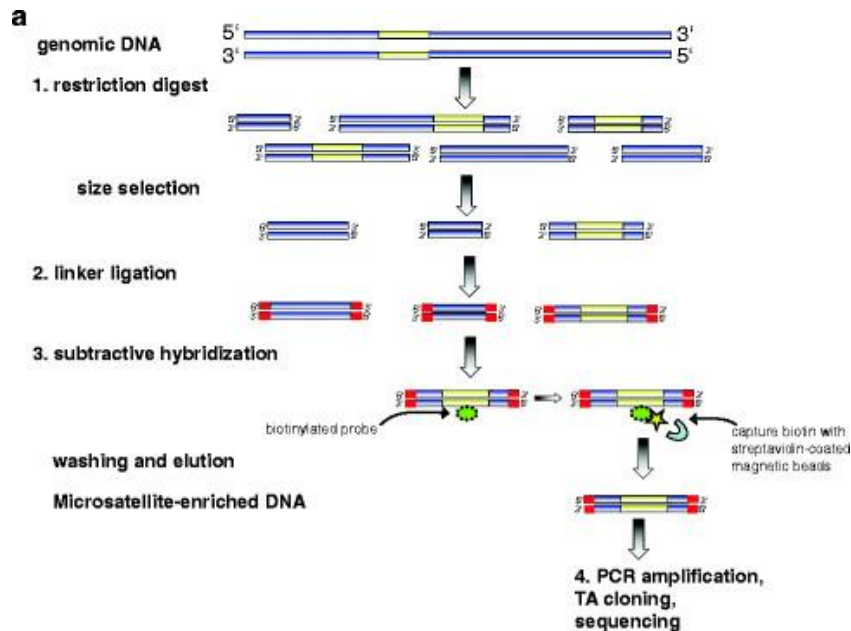 a
5' 3'
genomic DNA
3' 5'
1. restriction digest
size selection
2. linker ligation
3. subtractive hybridization
biotinylated probe
capture biotin with
streptavidin-coated
magnetic beads
washing and elution
Microsatellite-enriched DNA
4. PCR amplification,
TA cloning,
sequencing